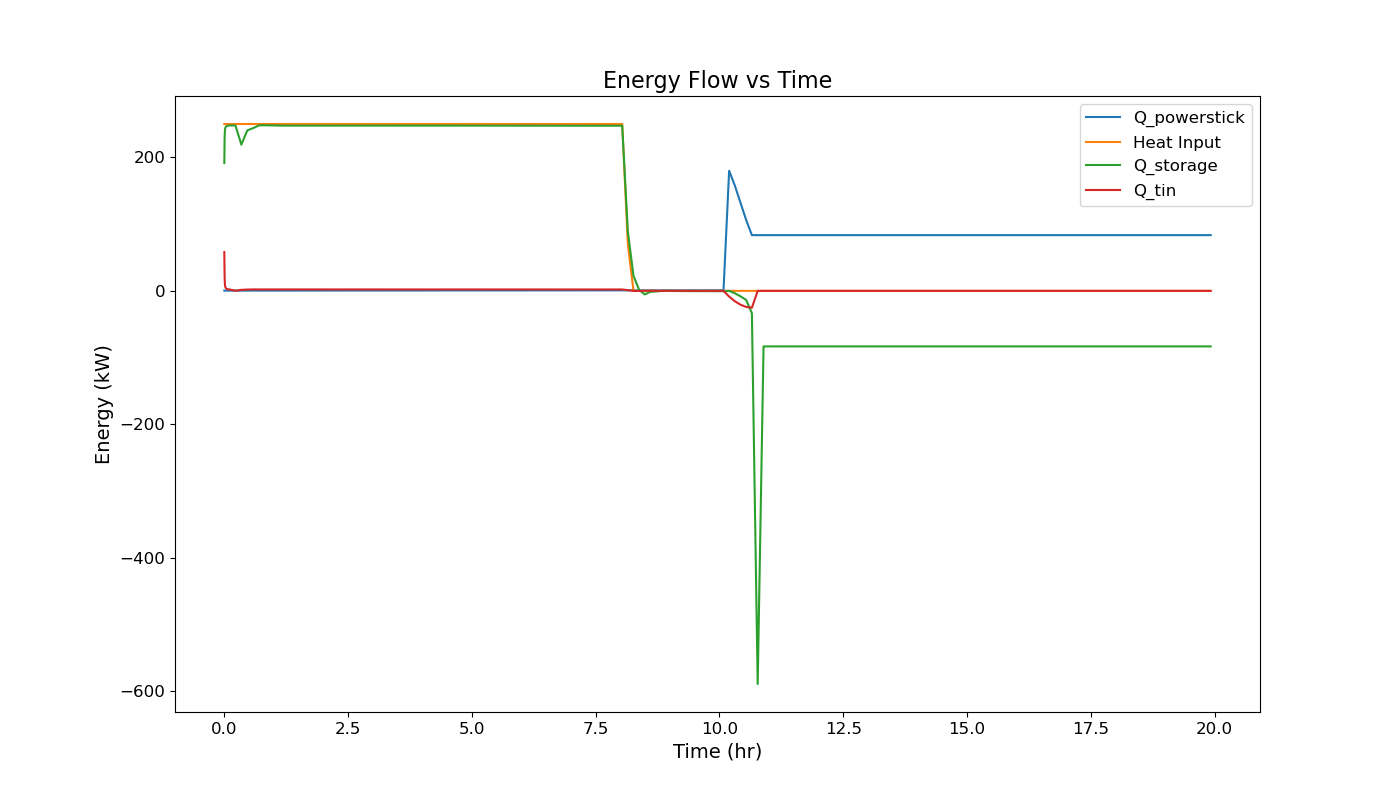 Energy Flow vs Time
Q_powerstick
Heat Input
Q_storage
Q_tin
200
0
−200
−400
−600
Energy (kW)
0.0 2.5 5.0 7.5 10.0 12.5 15.0 17.5 20.0
Time (hr)